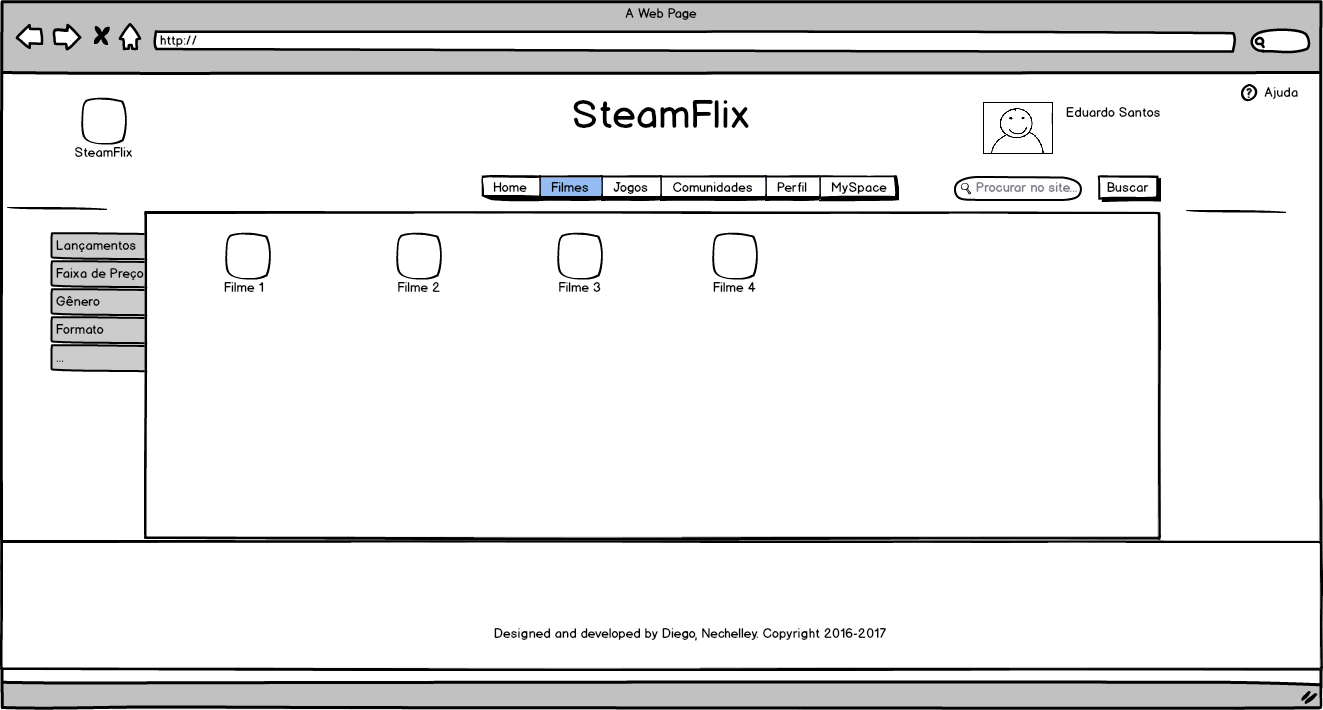 A Web Page
http://
Ajuda
SteamFlix
Eduardo Santos
SteamFlix
Home Filmes Jogos Comunidades Perfil MySpace
Procurar no site... Buscar
Lançamentos
Faixa de Preço
Gênero
Formato
...
Filme 1 Filme 2 Filme 3 Filme 4
Designed and developed by Diego, Nechelley. Copyright 2016-2017